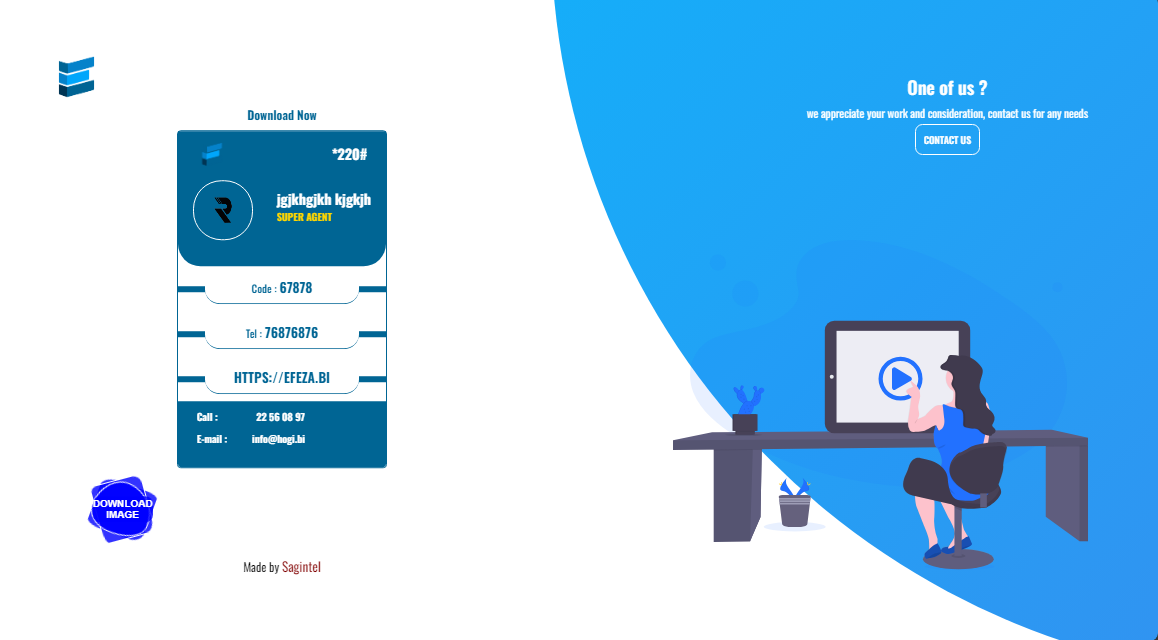 Download Now
*220#
jgjkhgjkh kjgkjh
SUPER AGENT
Code : 67878
Tel : 76876876
HTTPS://EFEZA.BI
Call : 22 56 08 97
E-mail : info@hogi.bi
DOWNLOAD
IMAGE
Made by Sagintel
One of us ?
we appreciate your work and consideration, contact us for any needs
CONTACT US